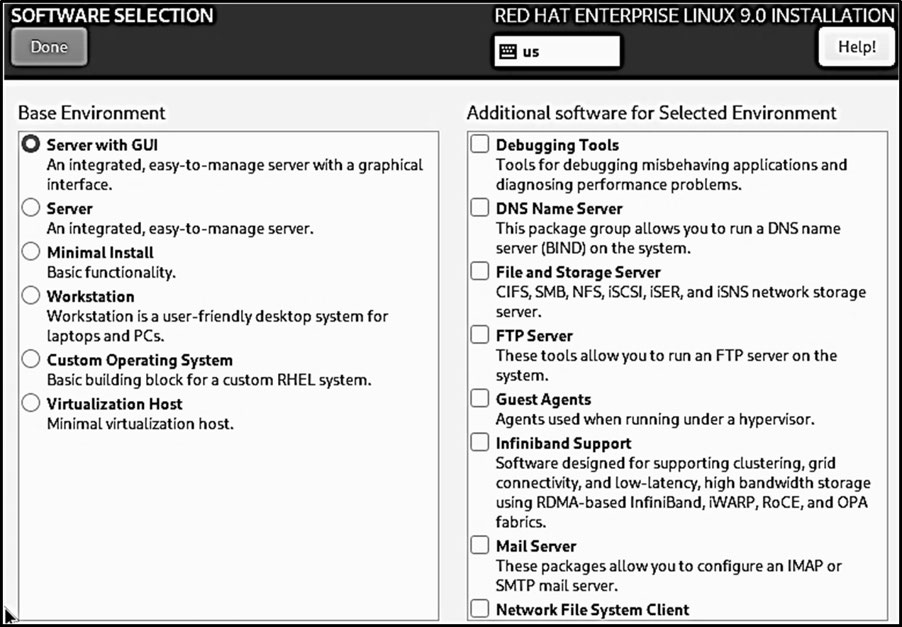 SOFTWARE SELECTION
RED HAT ENTERPRISE LINUX 9.0 INSTALLATION
Done
us
Help!
Base Environment
Server with GUI
An integrated, easy-to-manage server with a graphical
interface.
Server
An integrated, easy-to-manage server.
Minimal Install
Basic functionality.
Workstation
Workstation is a user-friendly desktop system for
laptops and PCs.
Custom Operating System
Basic building block for a custom RHEL system.
Virtualization Host
Minimal virtualization host.
Additional software for Selected Environment
Debugging Tools
Tools for debugging misbehaving applications and
diagnosing performance problems.
DNS Name Server
This package group allows you to run a DNS name
server (BIND) on the system.
File and Storage Server
CIFS, SMB, NFS, iSCSI, iSER, and iSNS network storage
server.
FTP Server
These tools allow you to run an FTP server on the
system.
Guest Agents
Agents used when running under a hypervisor.
Infiniband Support
Software designed for supporting clustering, grid
connectivity, and low-latency, high bandwidth storage
using RDMA-based InfiniBand, iWARP, RoCE, and OPA
fabrics.
Mail Server
These packages allow you to configure an IMAP or
SMTP mail server.
Network File System Client